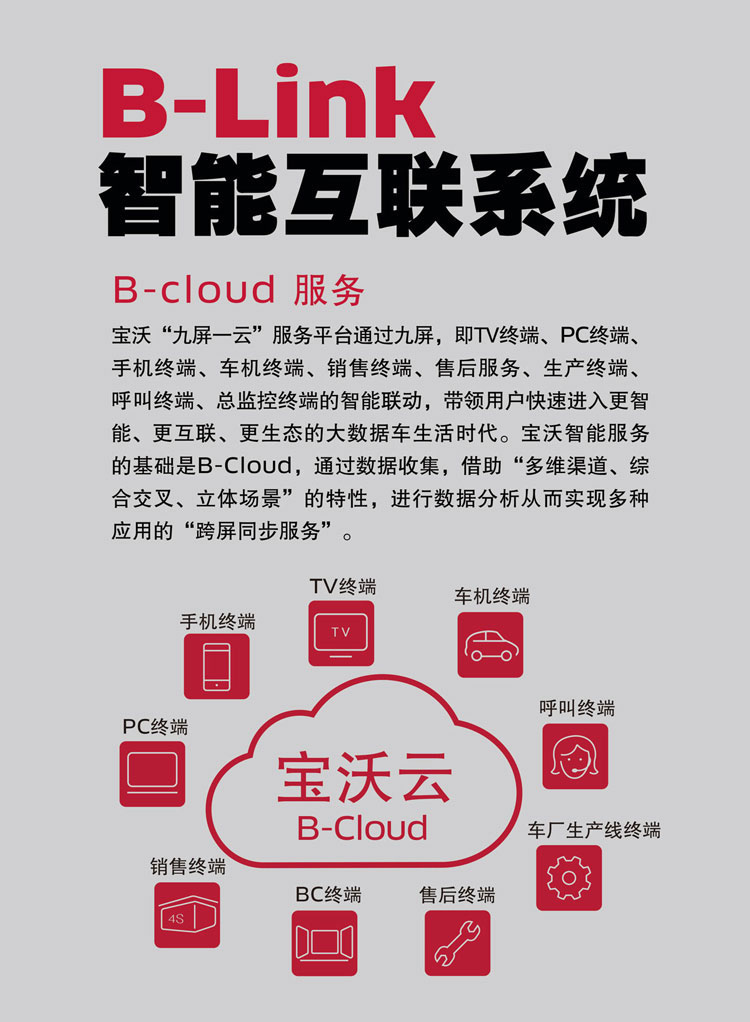 B-Link
智能互联系统
B-cloud 服务
宝沃“九屏一云”服务平台通过九屏，即TV终端、PC终端、
手机终端、车机终端、销售终端、售后服务、生产终端、
呼叫终端、总监控终端的智能联动，带领用户快速进入更智
能、更互联、更生态的大数据车生活时代。宝沃智能服务
的基础是B-Cloud，通过数据收集，借助“多维渠道、综
合交叉、立体场景”的特性，进行数据分析从而实现多种
应用的“跨屏同步服务”。
TV终端
车机终端
手机终端
TV
呼叫终端
PC终端
宝沃云
B-Cloud
车厂生产线终端
销售终端
BC终端
售后终端
4S